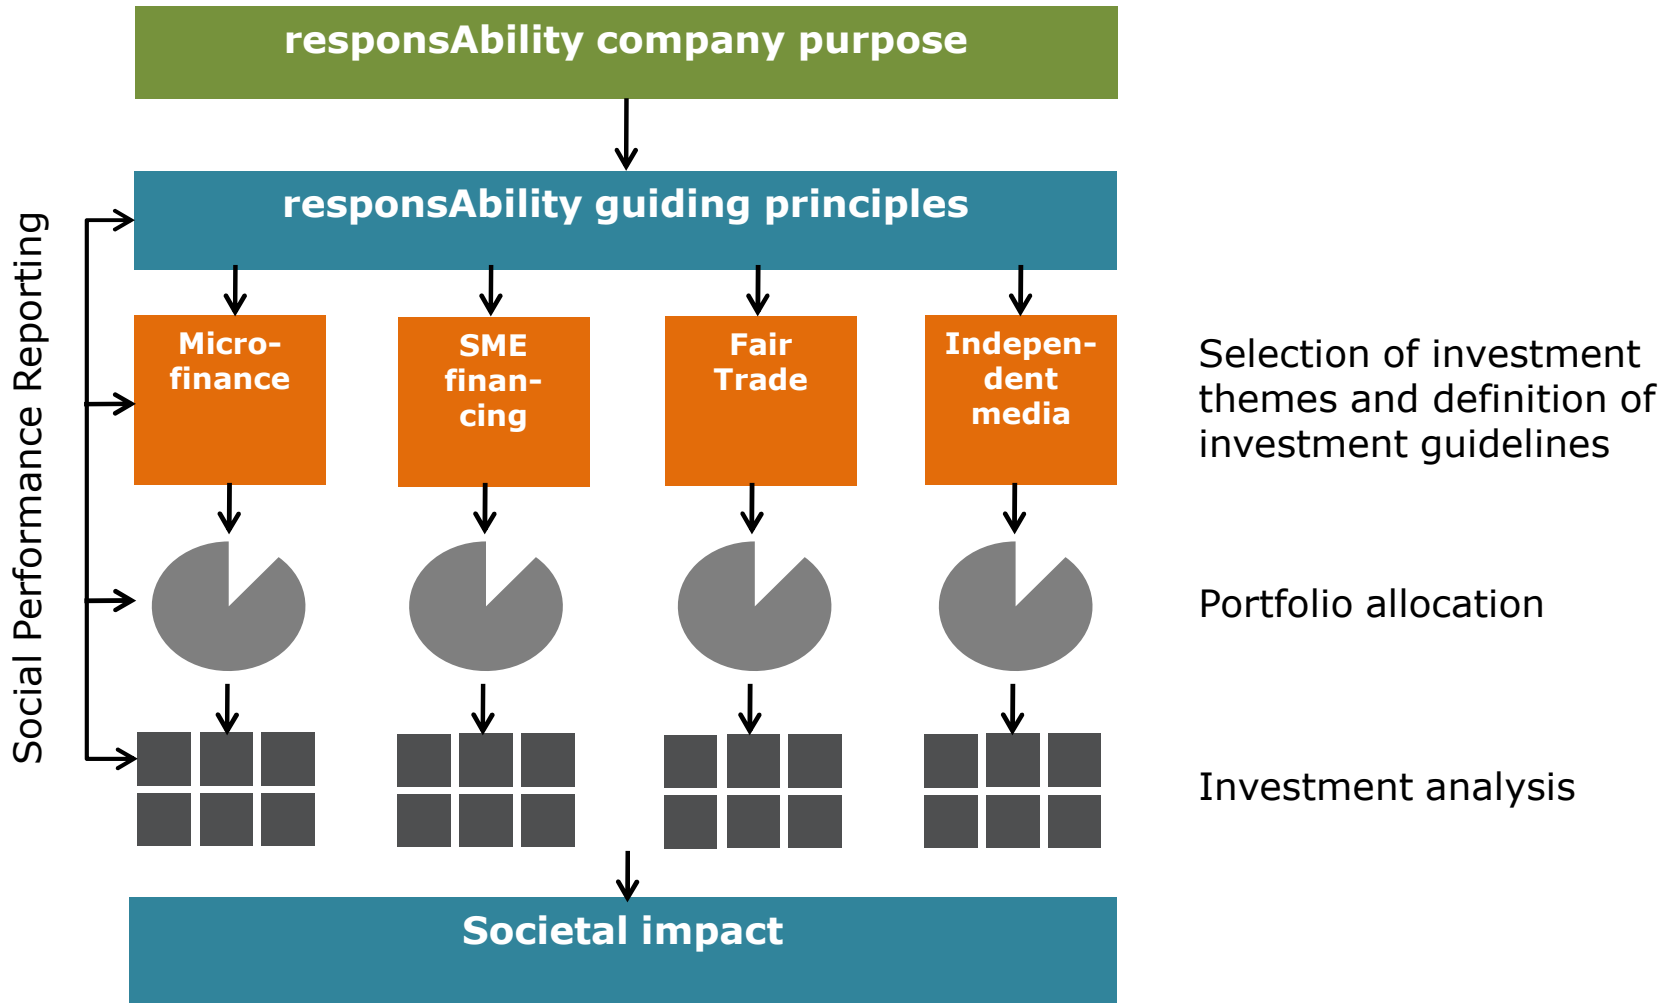 responsAbility company purpose
responsAbility guiding principles
Social Performance Reporting
Micro-
finance
SME
finan-
cing
Fair
Trade
Indepen-
dent
media
Selection of investment
themes and definition of
investment guidelines
Portfolio allocation
Investment analysis
Societal impact